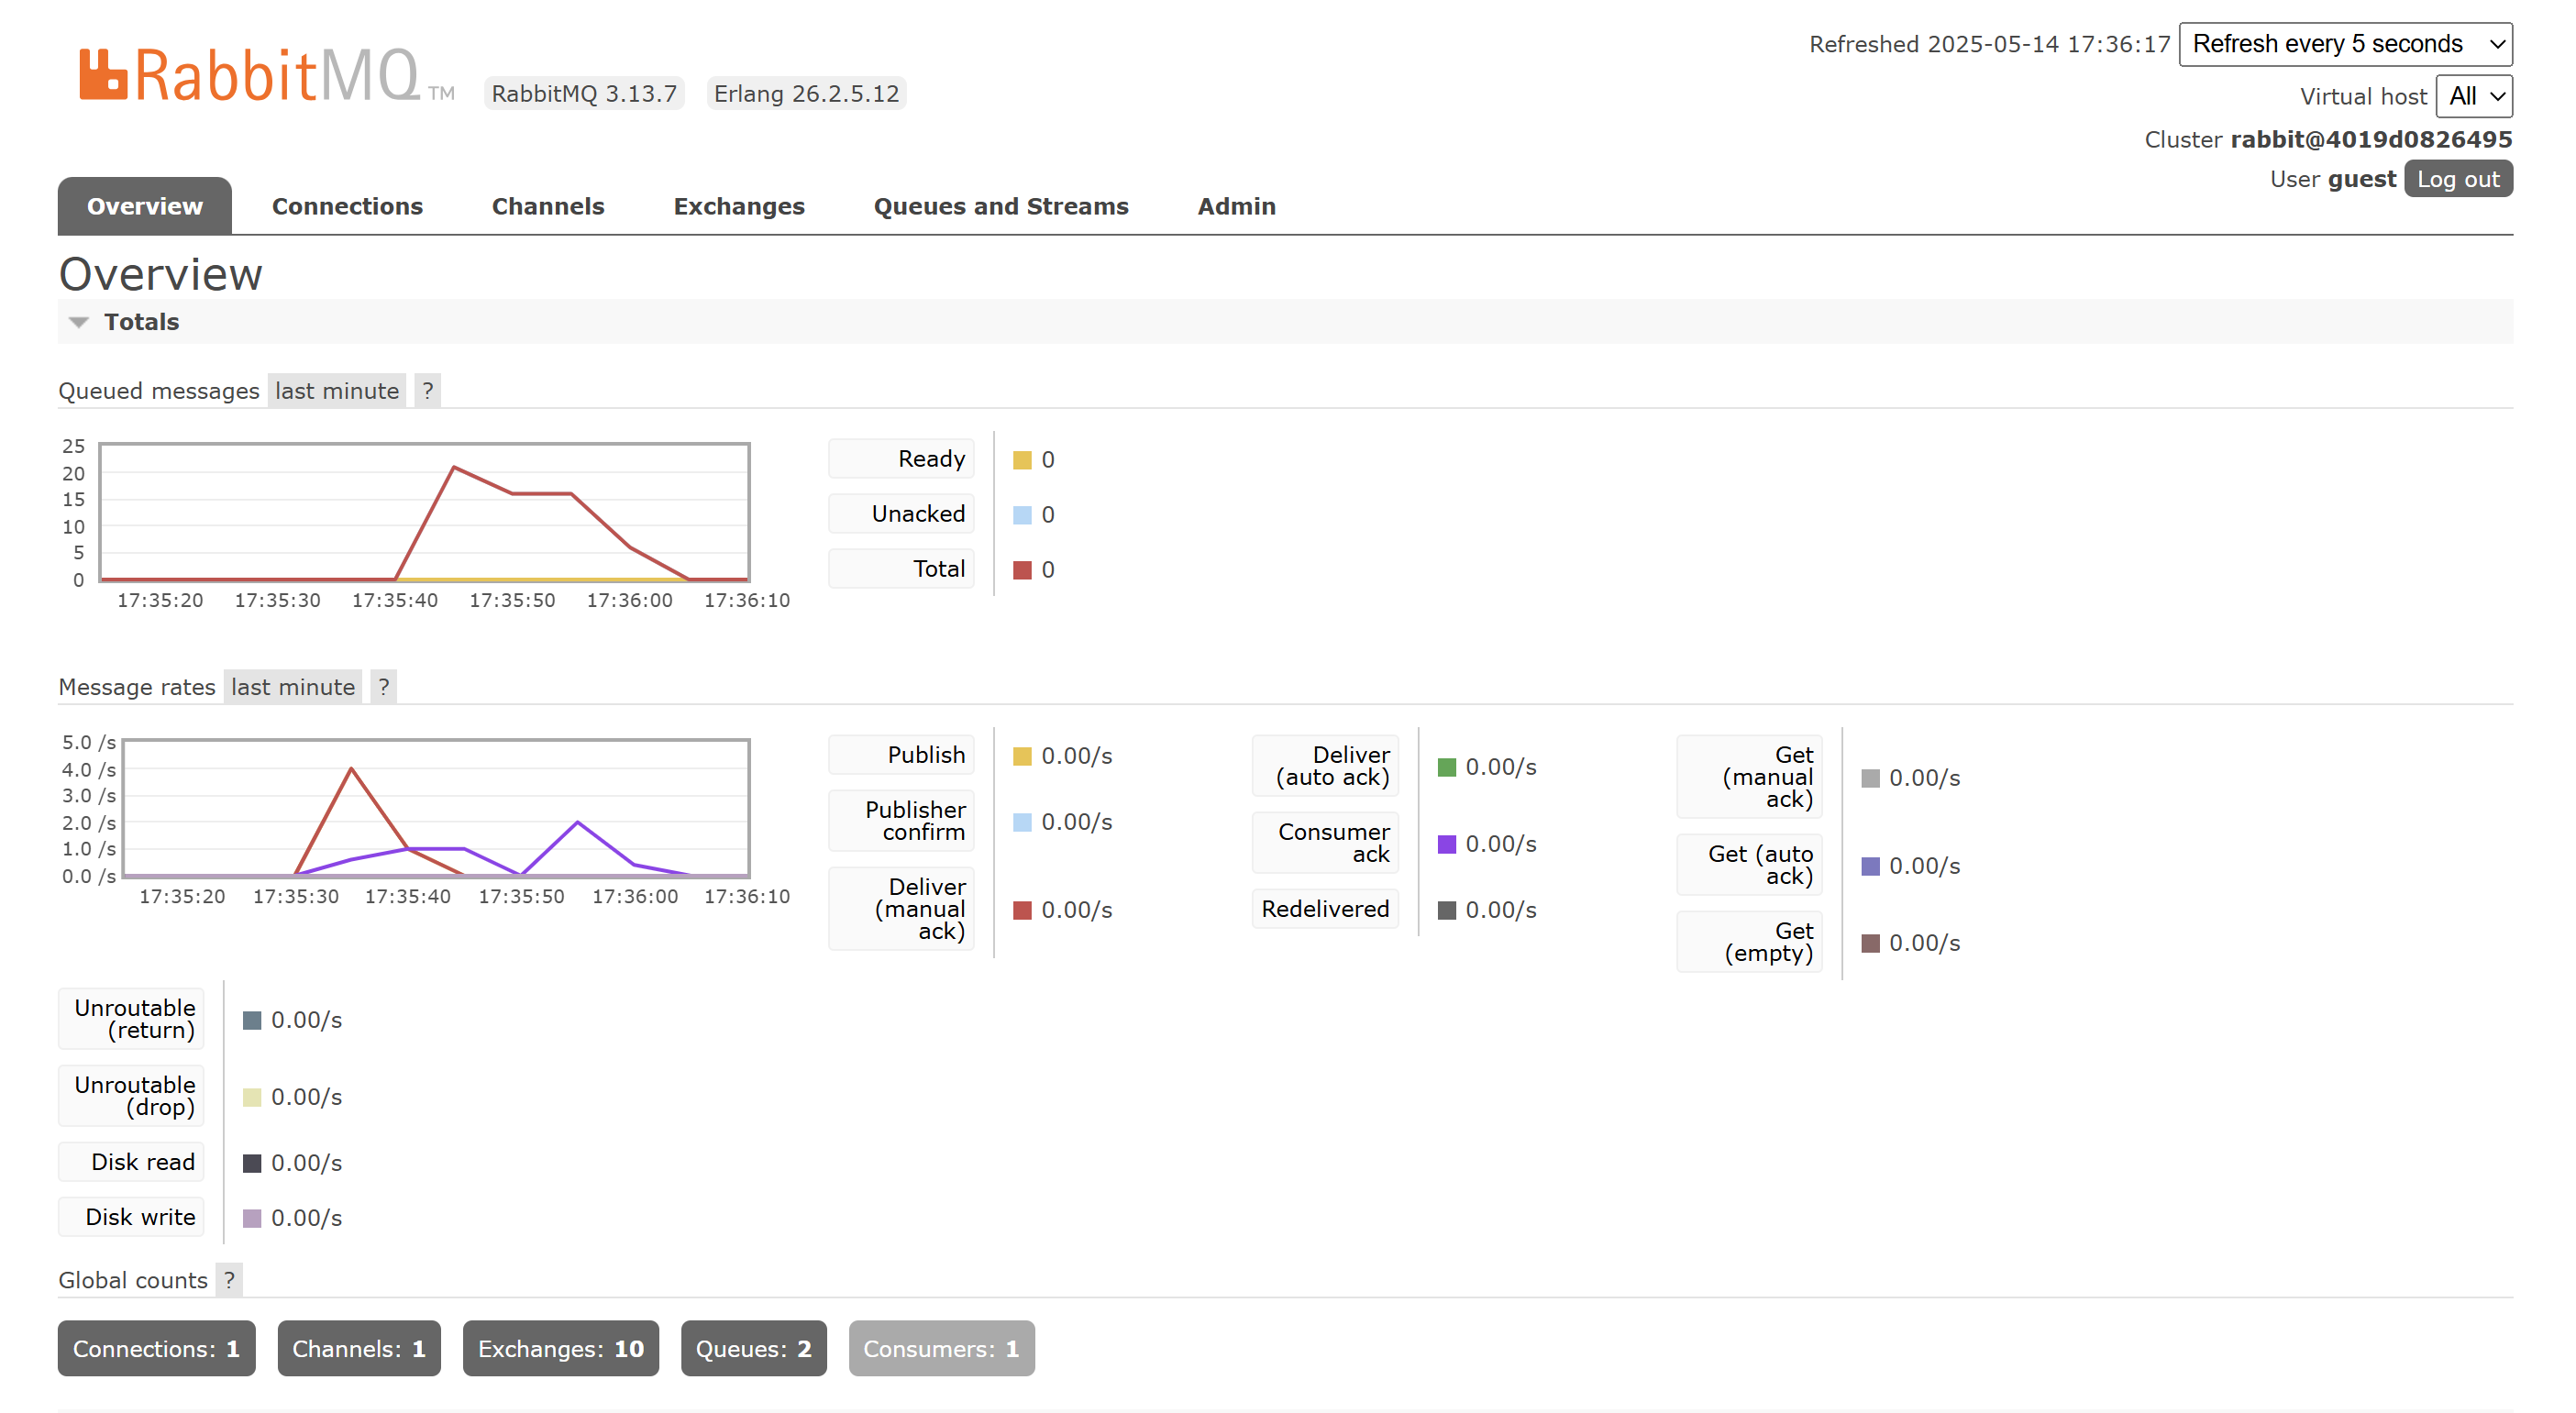 RabbitMQ TM RabbitMQ 3.13.7 Erlang 26.2.5.12
Refreshed 2025-05-14 17:36:17 Refresh every 5 seconds
Virtual host All
Cluster rabbit@4019d0826495
User guest Log out
Overview Connections Channels Exchanges Queues and Streams Admin
Overview
Totals
Queued messages last minute ?
25
20
15
10
5
0
17:35:20 17:35:30 17:35:40 17:35:50 17:36:00 17:36:10
Ready 0
Unacked 0
Total 0
Message rates last minute ?
5.0 /s
4.0 /s
3.0 /s
2.0 /s
1.0 /s
0.0 /s
17:35:20 17:35:30 17:35:40 17:35:50 17:36:00 17:36:10
Publish 0.00/s
Publisher
confirm 0.00/s
Deliver
(manual 0.00/s
ack)
Deliver
(auto ack) 0.00/s
Consumer
ack 0.00/s
Redelivered 0.00/s
Get
(manual 0.00/s
ack)
Get (auto
ack) 0.00/s
Get
(empty) 0.00/s
Unroutable
(return) 0.00/s
Unroutable
(drop) 0.00/s
Disk read 0.00/s
Disk write 0.00/s
Global counts ?
Connections: 1 Channels: 1 Exchanges: 10 Queues: 2 Consumers: 1